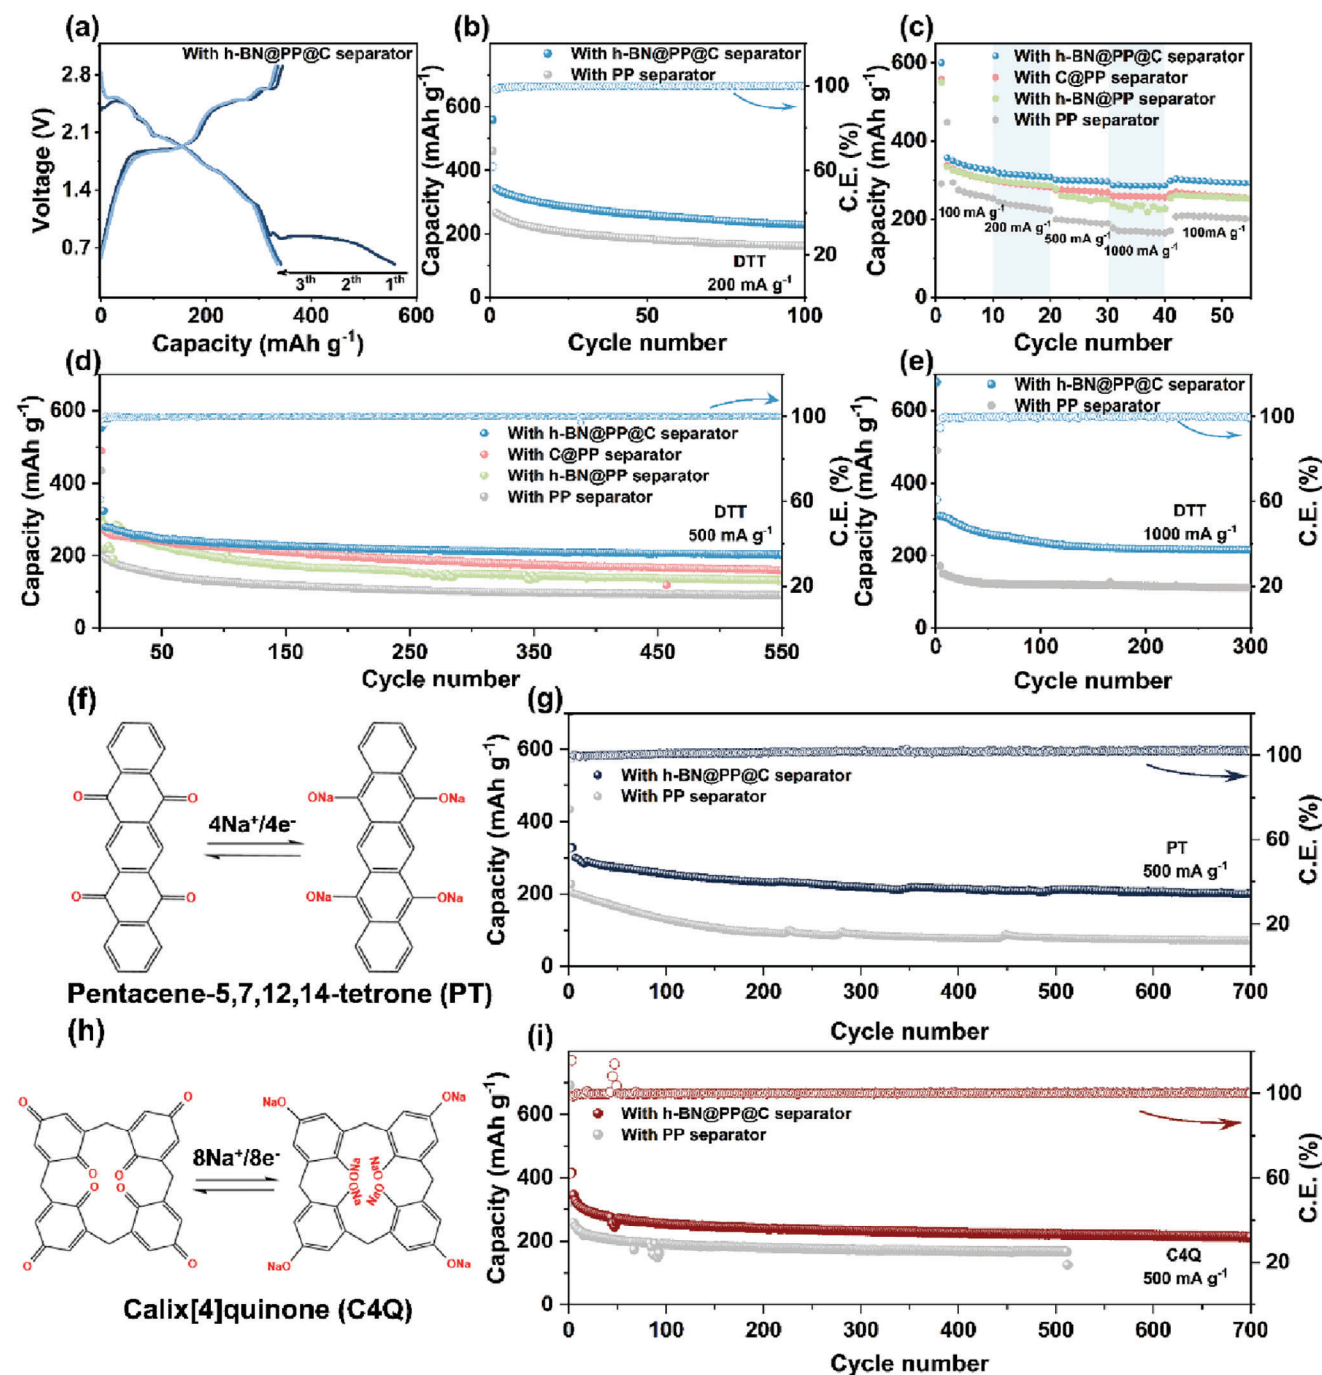 (a)
With h-BN@PP@C separator
2.8
2.1
1.4
0.7
Voltage (V)
3th
2th
1th
0
200
400
600
Capacity (mAh g-1)
(b)
With h-BN@PP@C separator
With PP separator
600
400
200
0
Capacity (mAh g-1)
100
60
20
C.E. (%)
DTT
200 mA g-1
0
25
50
75
100
Cycle number
(c)
With h-BN@PP@C separator
With C@PP separator
With h-BN@PP separator
With PP separator
600
400
200
0
Capacity (mAh g-1)
100 mA g-1
200 mA g-1
500 mA g-1
1000 mA g-1
100mA g-1
0
10
20
30
40
50
Cycle number
(d)
With h-BN@PP@C separator
With C@PP separator
With h-BN@PP separator
With PP separator
600
400
200
0
Capacity (mAh g-1)
100
60
20
C.E. (%)
DTT
500 mA g-1
50
150
250
350
450
550
Cycle number
(e)
With h-BN@PP@C separator
With PP separator
600
400
200
0
Capacity (mAh g-1)
100
60
20
C.E. (%)
DTT
1000 mA g-1
0
100
200
300
Cycle number
(f)
O
O
O
O
4Na+/4e-
ONa
ONa
ONa
ONa
Pentacene-5,7,12,14-tetrone (PT)
(g)
With h-BN@PP@C separator
With PP separator
600
400
200
0
Capacity (mAh g-1)
100
60
20
C.E. (%)
PT
500 mA g-1
0
100
200
300
400
500
600
700
Cycle number
(h)
O
O
O
O
O
O
O
O
8Na+/8e-
NaO
ONa
ONa
ONa
NaO
NaO
NaO
ONa
Calix[4]quinone (C4Q)
(i)
With h-BN@PP@C separator
With PP separator
600
400
200
0
Capacity (mAh g-1)
100
60
20
C.E. (%)
C4Q
500 mA g-1
0
100
200
300
400
500
600
700
Cycle number